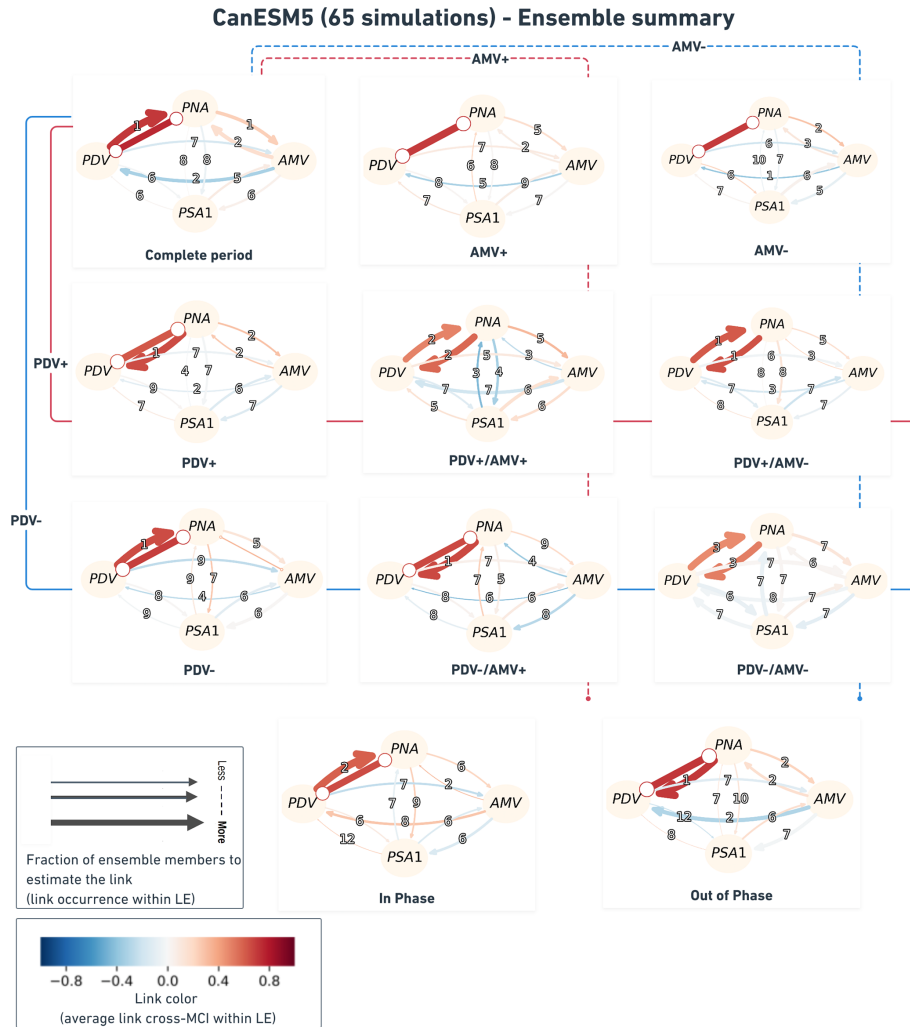 CanESM5 (65 simulations) - Ensemble summary
AMV-
AMV+
PNA
1
1
7
2
PDV
8 8
AMV
6
2
5
6
6
PSA1
Complete period
PNA
5
7
2
PDV
6 8
AMV
8
5
9
7
7
PSA1
AMV+
PNA
2
6
3
PDV
10 7
AMV
6
1
6
7
5
PSA1
AMV-
PDV+
PNA
2
1
7
2
PDV
4 7
AMV
9
2
6
7
7
PSA1
PDV+
PNA
2
5
2
5
3
PDV
3 4
AMV
7
7
6
5
6
PSA1
PDV+/AMV+
PNA
1
5
1
6
3
PDV
8 8
AMV
7
3
7
8
7
PSA1
PDV+/AMV-
PDV-
PNA
1
5
9
PDV
9 7
AMV
8
4
6
9
6
PSA1
PDV-
PNA
9
1
7
4
PDV
7 5
AMV
8
6
6
8
8
PSA1
PDV-/AMV+
PNA
3
7
3
7
6
PDV
7 7
AMV
6
8
7
7
7
PSA1
PDV-/AMV-
PNA
2
6
7
2
PDV
7 9
AMV
6
8
6
12
6
PSA1
In Phase
PNA
2
1
7
2
PDV
7 10
AMV
12
2
6
8
7
PSA1
Out of Phase
Less
More
Fraction of ensemble members to
estimate the link
(link occurrence within LE)
−0.8 −0.4 0.0 0.4 0.8
Link color
(average link cross-MCI within LE)